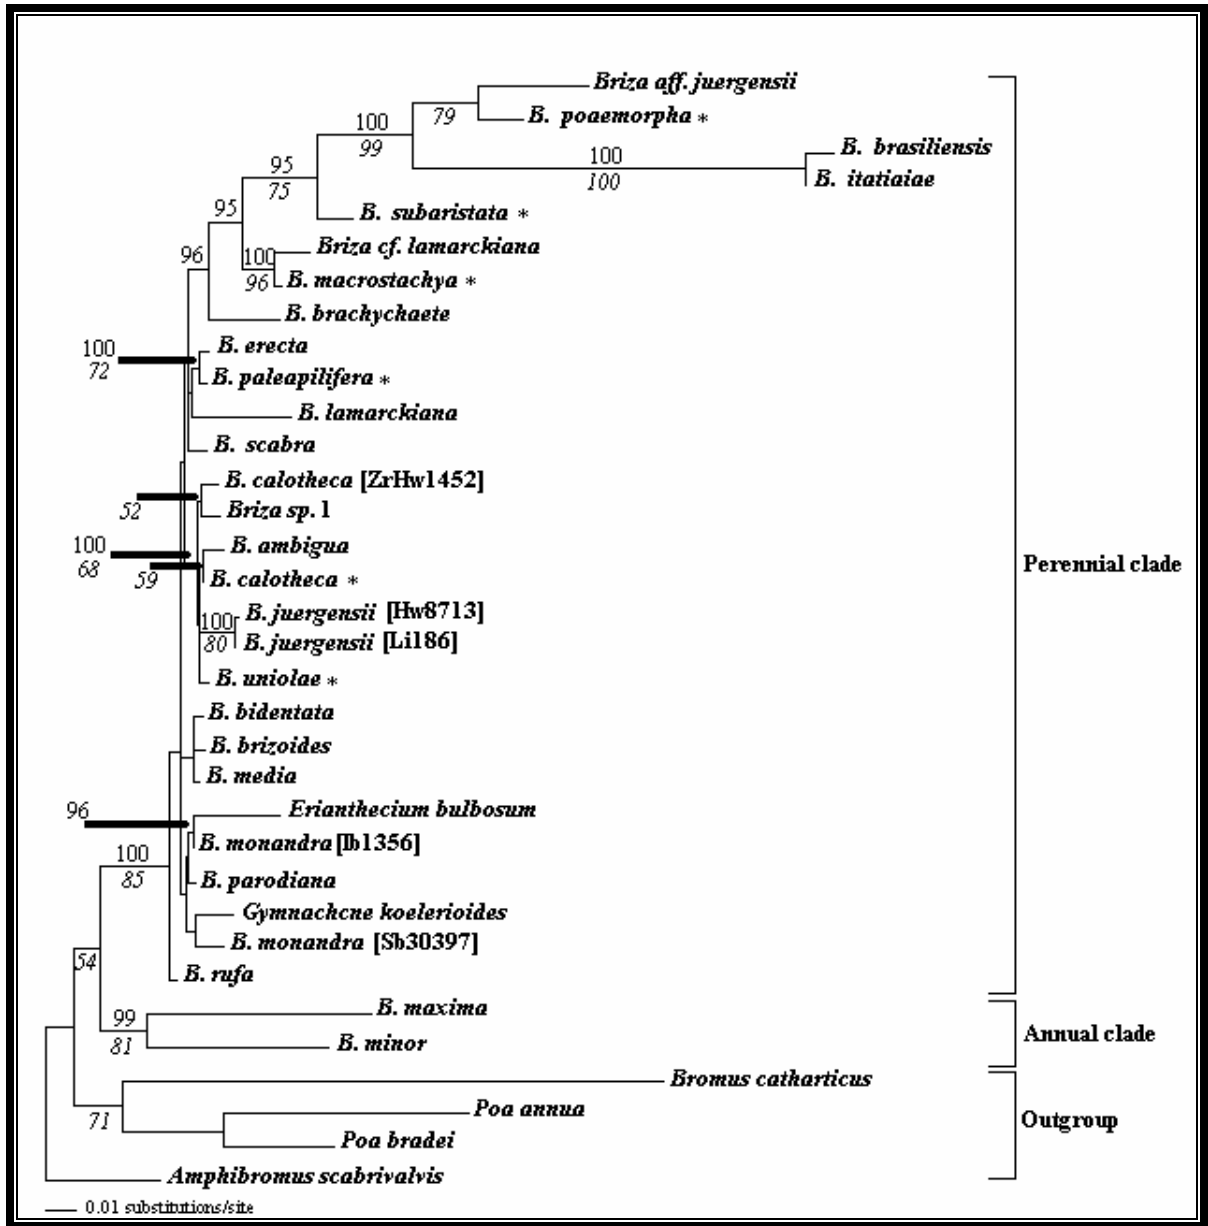 Briza aff. juergensii
79
B. poaemorpha *
100
99
B. brasiliensis
100
100
B. itatiaiae
95
75
B. subaristata *
95
Briza cf. lamarckiana
100
96
B. macrostachya *
96
B. brachychaete
B. erecta
100
72
B. paleapilifera *
B. lamarckiana
B. scabra
B. calotheca [ZrHw1452]
52
Briza sp. 1
B. ambigua
100
68
59
B. calotheca *
B. juergensii [Hw8713]
100
80
B. juergensii [Li186]
B. uniolae *
Perennial clade
B. bidentata
B. brizoides
B. media
96
Erianthecium bulbosum
B. monandra [Ib1356]
100
85
B. parodiana
Gymnachcne koelerioides
B. monandra [Sb30397]
54
B. rufa
B. maxima
99
81
B. minor
Annual clade
Bromus catharticus
71
Poa annua
Outgroup
Poa bradei
Amphibromus scabrivalvis
0.01 substitutions/site